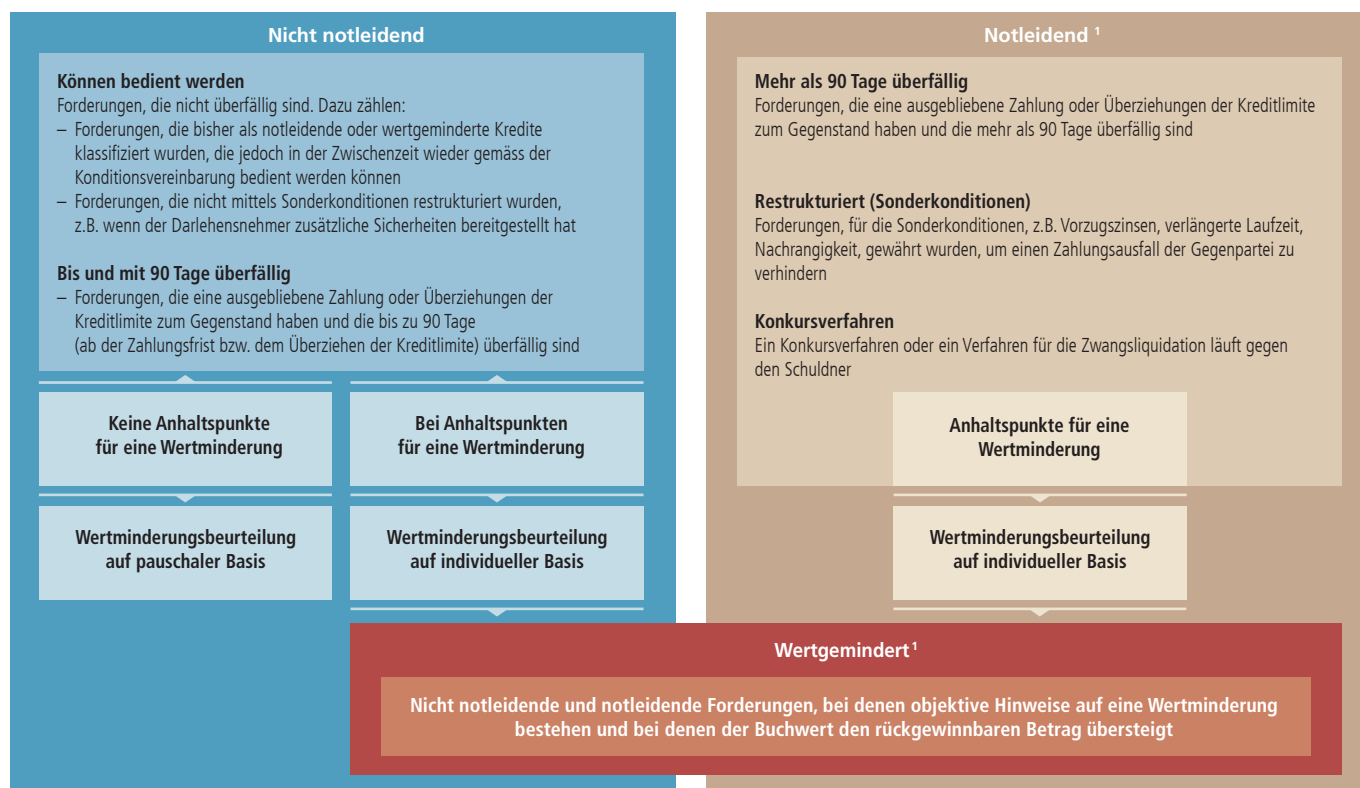 Nicht notleidend
Können bedient werden
Forderungen, die nicht überfällig sind. Dazu zählen:
– Forderungen, die bisher als notleidende oder wertgeminderte Kredite
klassifiziert wurden, die jedoch in der Zwischenzeit wieder gemäss der
Konditionsvereinbarung bedient werden können
– Forderungen, die nicht mittels Sonderkonditionen restrukturiert wurden,
z.B. wenn der Darlehensnehmer zusätzliche Sicherheiten bereitgestellt hat
Bis und mit 90 Tage überfällig
– Forderungen, die eine ausgebliebene Zahlung oder Überziehungen der
Kreditlimite zum Gegenstand haben und die bis zu 90 Tage
(ab der Zahlungsfrist bzw. dem Überziehen der Kreditlimite) überfällig sind
Keine Anhaltspunkte
für eine Wertminderung
Bei Anhaltspunkten
für eine Wertminderung
Wertminderungsbeurteilung
auf pauschaler Basis
Wertminderungsbeurteilung
auf individueller Basis
Notleidend ¹
Mehr als 90 Tage überfällig
Forderungen, die eine ausgebliebene Zahlung oder Überziehungen der Kreditlimite
zum Gegenstand haben und die mehr als 90 Tage überfällig sind
Restrukturiert (Sonderkonditionen)
Forderungen, für die Sonderkonditionen, z.B. Vorzugszinsen, verlängerte Laufzeit,
Nachrangigkeit, gewährt wurden, um einen Zahlungsausfall der Gegenpartei zu
verhindern
Konkursverfahren
Ein Konkursverfahren oder ein Verfahren für die Zwangsliquidation läuft gegen
den Schuldner
Anhaltspunkte für eine
Wertminderung
Wertminderungsbeurteilung
auf individueller Basis
Wertgemindert ¹
Nicht notleidende und notleidende Forderungen, bei denen objektive Hinweise auf eine Wertminderung
bestehen und bei denen der Buchwert den rückgewinnbaren Betrag übersteigt